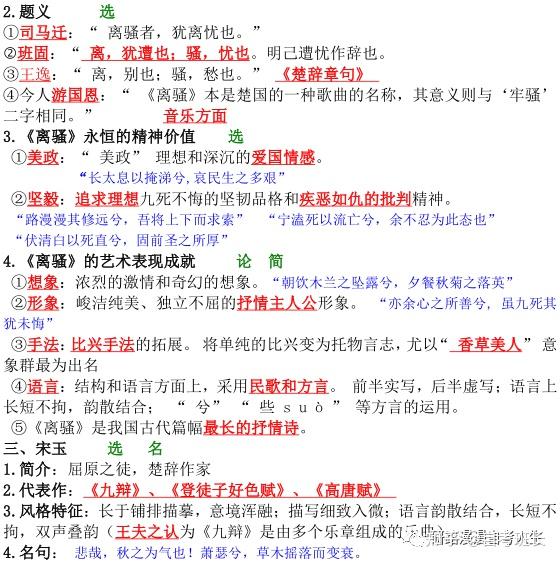 2.题义 选
①司马迁：“ 离骚者，犹离忧也。”
②班固：“ 离，犹遭也；骚，忧也。明己遭忧作辞也。
③王逸：“ 离，别也；骚，愁也。” 《楚辞章句》
④今人游国恩：“ 《离骚》本是楚国的一种歌曲的名称，其意义则与‘牢骚’
二字相同。” 音乐方面
3.《离骚》永恒的精神价值 选
①美政：“ 美政” 理想和深沉的爱国情感。
“长太息以掩涕兮,哀民生之多艰”
②坚毅：追求理想九死不悔的坚韧品格和疾恶如仇的批判精神。
“路漫漫其修远兮，吾将上下而求索” “宁溘死以流亡兮，余不忍为此态也”
“伏清白以死直兮，固前圣之所厚”
4.《离骚》的艺术表现成就 论 简
①想象：浓烈的激情和奇幻的想象。“朝饮木兰之坠露兮，夕餐秋菊之落英”
②形象：峻洁纯美、独立不屈的抒情主人公形象。 “亦余心之所善兮, 虽九死其
犹未悔”
③手法：比兴手法的拓展。 将单纯的比兴变为托物言志，尤以“ 香草美人” 意
象群最为出名
④语言：结构和语言方面上，采用民歌和方言。 前半实写，后半虚写；语言上
长短不拘，韵散结合； “ 兮” “ 些 suò ” 等方言的运用。
⑤《离骚》是我国古代篇幅最长的抒情诗。
三、宋玉 选 名
1.简介：屈原之徒，楚辞作家
2.代表作：《九辩》、《登徒子好色赋》、《高唐赋》
3.风格特征：长于铺排描摹，意境浑融；描写细致入微；语言韵散结合，长短不
拘，双声叠韵（王夫之认为《九辩》是由多个乐章组成的
4.名句： 悲哉，秋之为气也！萧瑟兮，草木摇落而变衰。